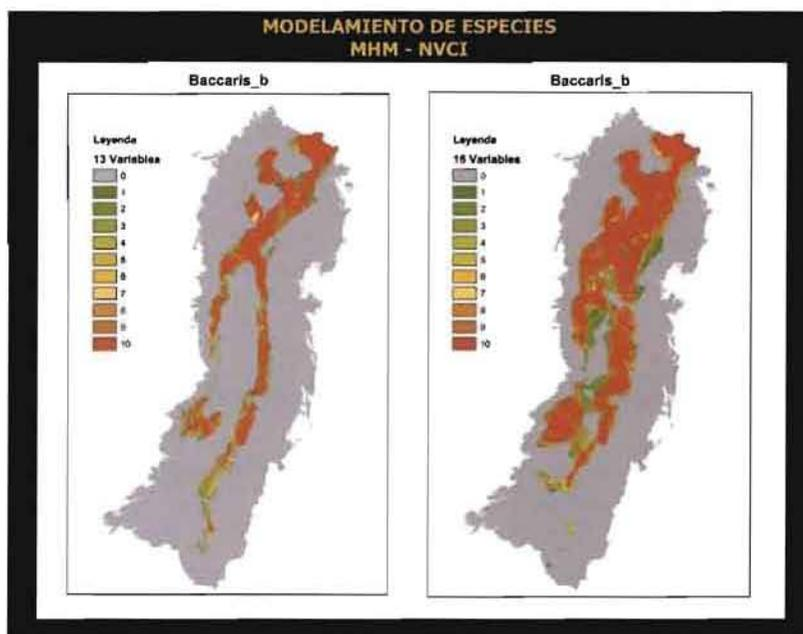 MODELAMIENTO DE ESPECIES
MHM - NVCI
Baccaris_b
Leyenda
13 Variables
0
1
2
3
4
5
6
7
8
9
10
Baccaris_b
Leyenda
16 Variables
0
1
2
3
4
5
6
7
8
9
10